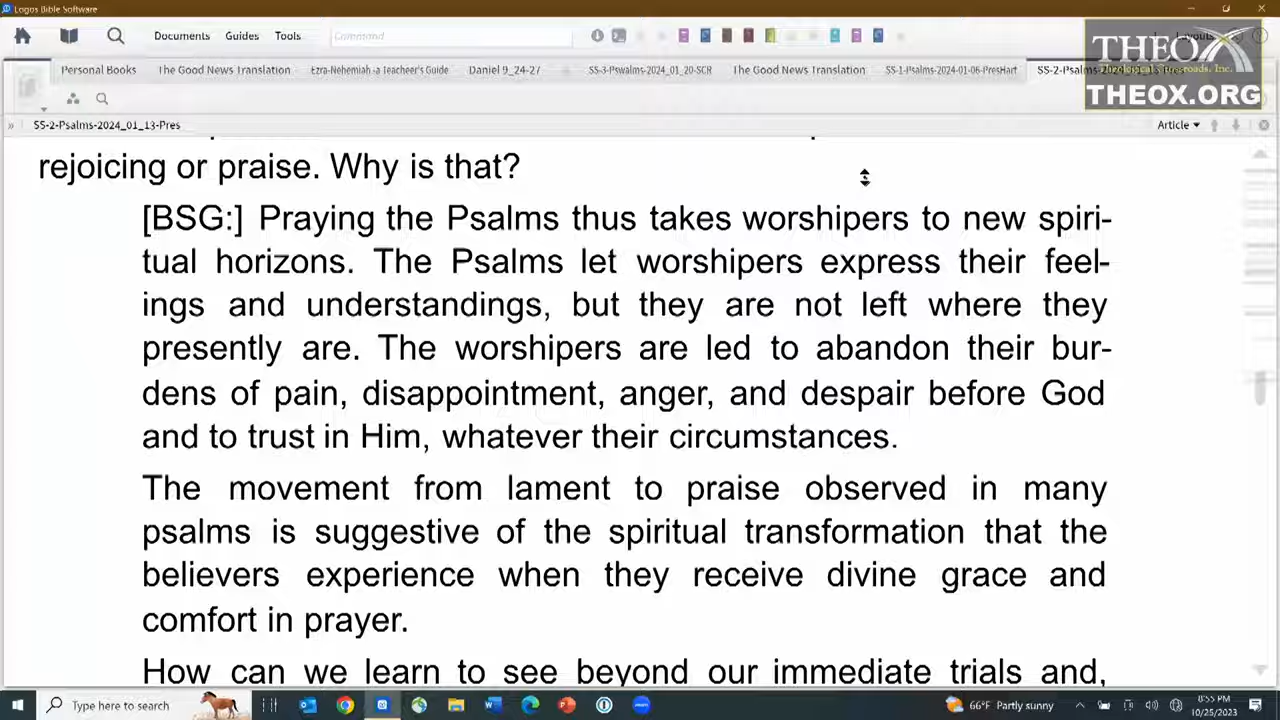 Logos Bible Software
Documents Guides Tools Command Layouts
THEOX
Theological Crossroads, Inc.
THEOX.ORG
Personal Books The Good News Translation Ezra-Nehemiah Daniel 9_24-27 SS-3-Pswalms-2024_01_20-SCR The Good News Translation SS-1-Psalms-2024-01-06-PresHart
SS-2-Psalms-2024_01_13-Pres Article
rejoicing or praise. Why is that?
[BSG:] Praying the Psalms thus takes worshipers to new spiri-
tual horizons. The Psalms let worshipers express their feel-
ings and understandings, but they are not left where they
presently are. The worshipers are led to abandon their bur-
dens of pain, disappointment, anger, and despair before God
and to trust in Him, whatever their circumstances.
The movement from lament to praise observed in many
psalms is suggestive of the spiritual transformation that the
believers experience when they receive divine grace and
comfort in prayer.
How can we learn to see beyond our immediate trials and,
Type here to search 66°F Partly sunny 8:55 PM
10/25/2023